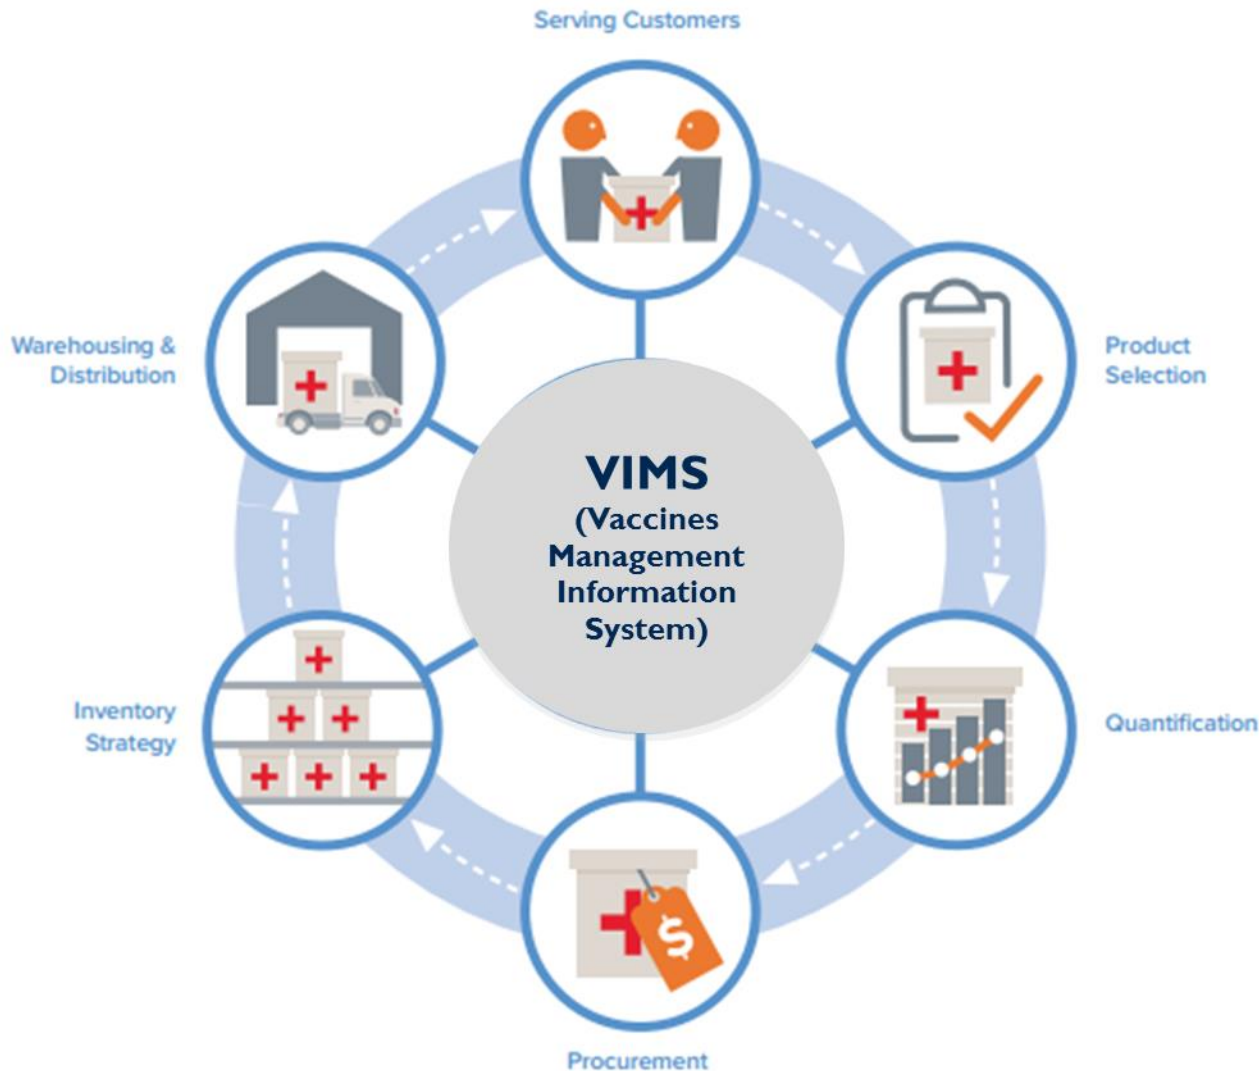 Serving Customers
Warehousing &
Distribution
Product
Selection
VIMS
(Vaccines
Management
Information
System)
Inventory
Strategy
Quantification
$
Procurement